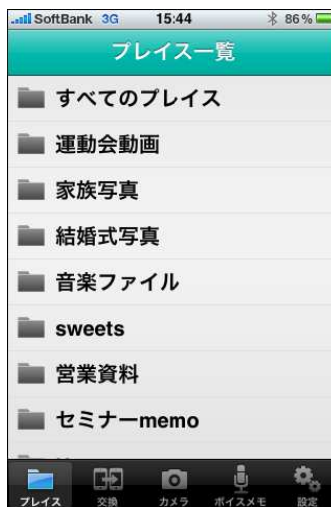 SoftBank 3G 15:44 86%
プレイス一覧
すべてのプレイス
運動会動画
家族写真
結婚式写真
音楽ファイル
sweets
営業資料
セミナーmemo
プレイス 交換 カメラ ボイスメモ 設定